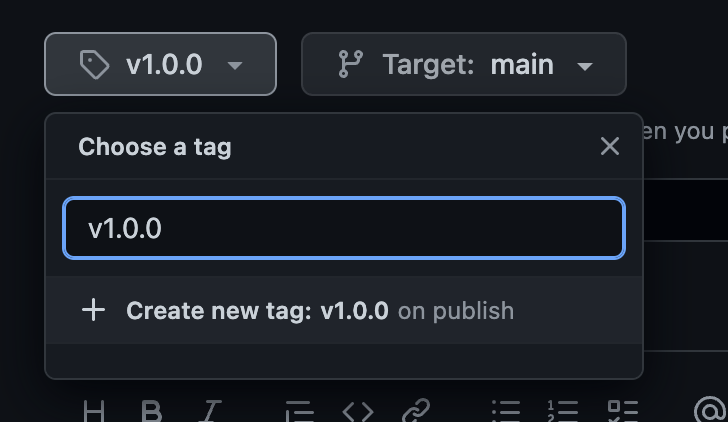 v1.0.0 Target: main
en you p
Choose a tag
v1.0.0
Create new tag: v1.0.0 on publish
H B I @